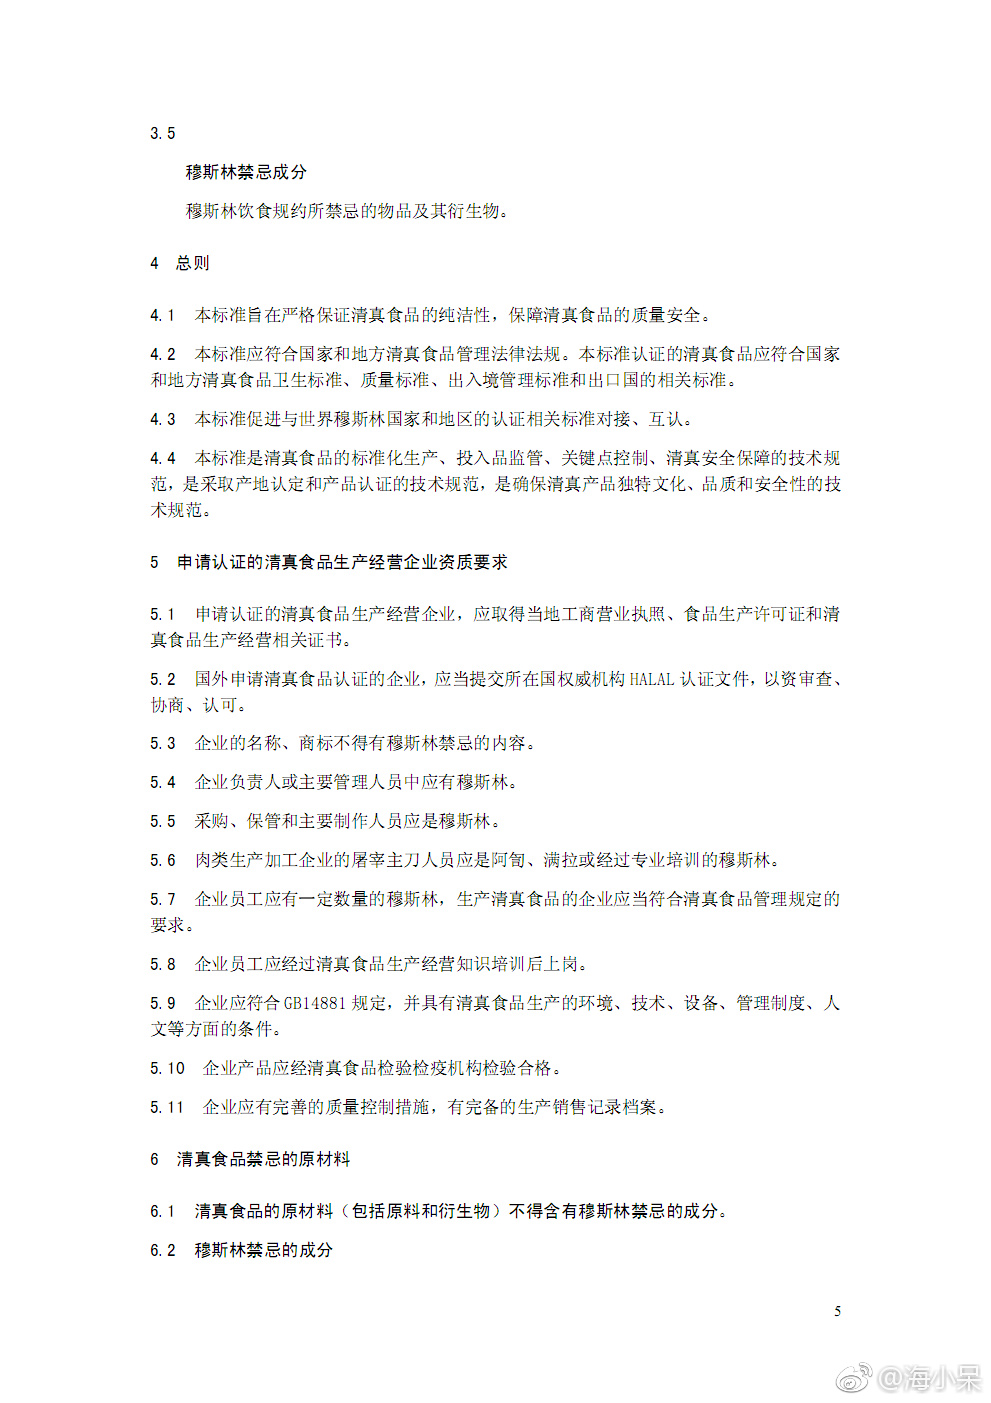 3.5
穆斯林禁忌成分
穆斯林饮食规约所禁忌的物品及其衍生物。
4 总则
4.1 本标准旨在严格保证清真食品的纯洁性，保障清真食品的质量安全。
4.2 本标准应符合国家和地方清真食品管理法律法规。本标准认证的清真食品应符合国家
和地方清真食品卫生标准、质量标准、出入境管理标准和出口国的相关标准。
4.3 本标准促进与世界穆斯林国家和地区的认证相关标准对接、互认。
4.4 本标准是清真食品的标准化生产、投入品监管、关键点控制、清真安全保障的技术规
范，是采取产地认定和产品认证的技术规范，是确保清真产品独特文化、品质和安全性的技
术规范。
5 申请认证的清真食品生产经营企业资质要求
5.1 申请认证的清真食品生产经营企业，应取得当地工商营业执照、食品生产许可证和清
真食品生产经营相关证书。
5.2 国外申请清真食品认证的企业，应当提交所在国权威机构 HALAL 认证文件，以资审查、
协商、认可。
5.3 企业的名称、商标不得有穆斯林禁忌的内容。
5.4 企业负责人或主要管理人员中应有穆斯林。
5.5 采购、保管和主要制作人员应是穆斯林。
5.6 肉类生产加工企业的屠宰主刀人员应是阿訇、满拉或经过专业培训的穆斯林。
5.7 企业员工应有一定数量的穆斯林，生产清真食品的企业应当符合清真食品管理规定的
要求。
5.8 企业员工应经过清真食品生产经营知识培训后上岗。
5.9 企业应符合 GB14881 规定，并具有清真食品生产的环境、技术、设备、管理制度、人
文等方面的条件。
5.10 企业产品应经清真食品检验检疫机构检验合格。
5.11 企业应有完善的质量控制措施，有完备的生产销售记录档案。
6 清真食品禁忌的原材料
6.1 清真食品的原材料（包括原料和衍生物）不得含有穆斯林禁忌的成分。
6.2 穆斯林禁忌的成分
5
@海小呆